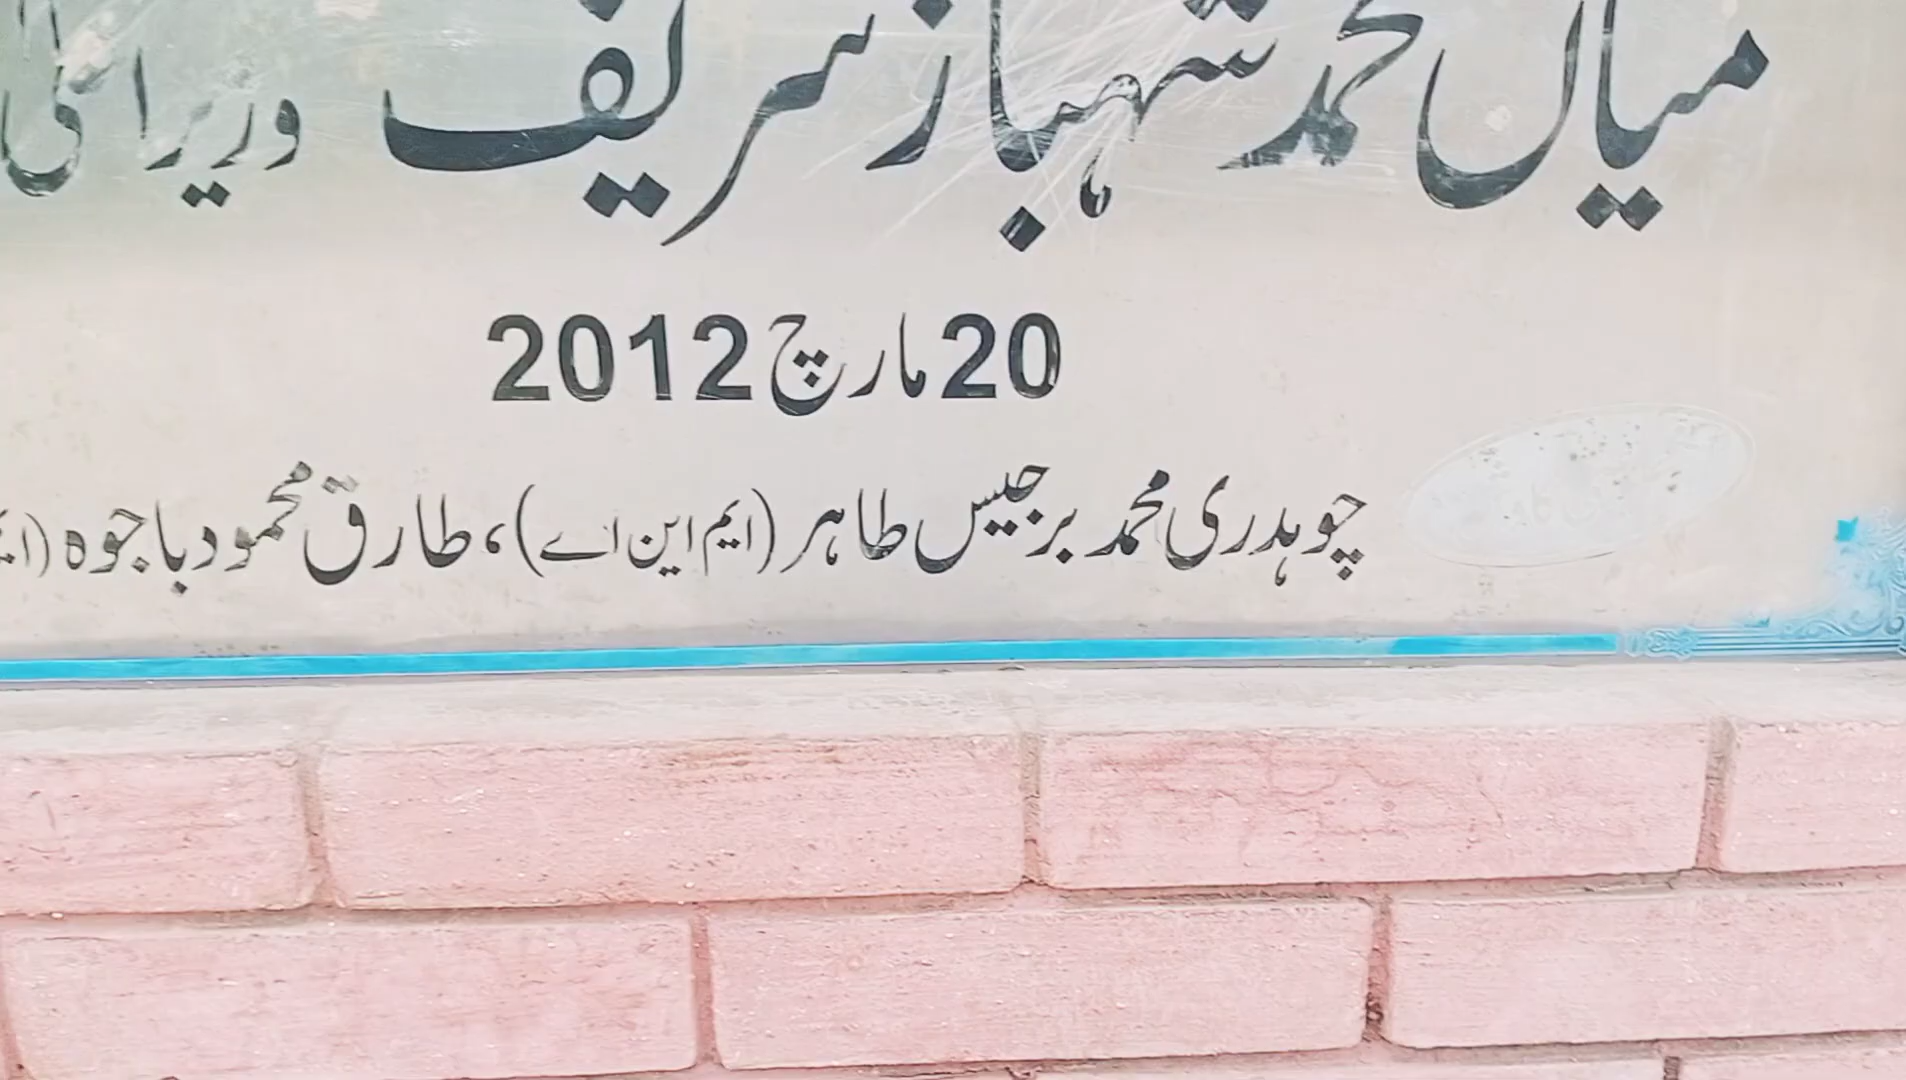 میاں محمد شہباز شریف وزیراعلی
20 مارچ 2012
چوہدری محمد برجیس طاہر (ایم این اے)، طارق محمود باجوہ